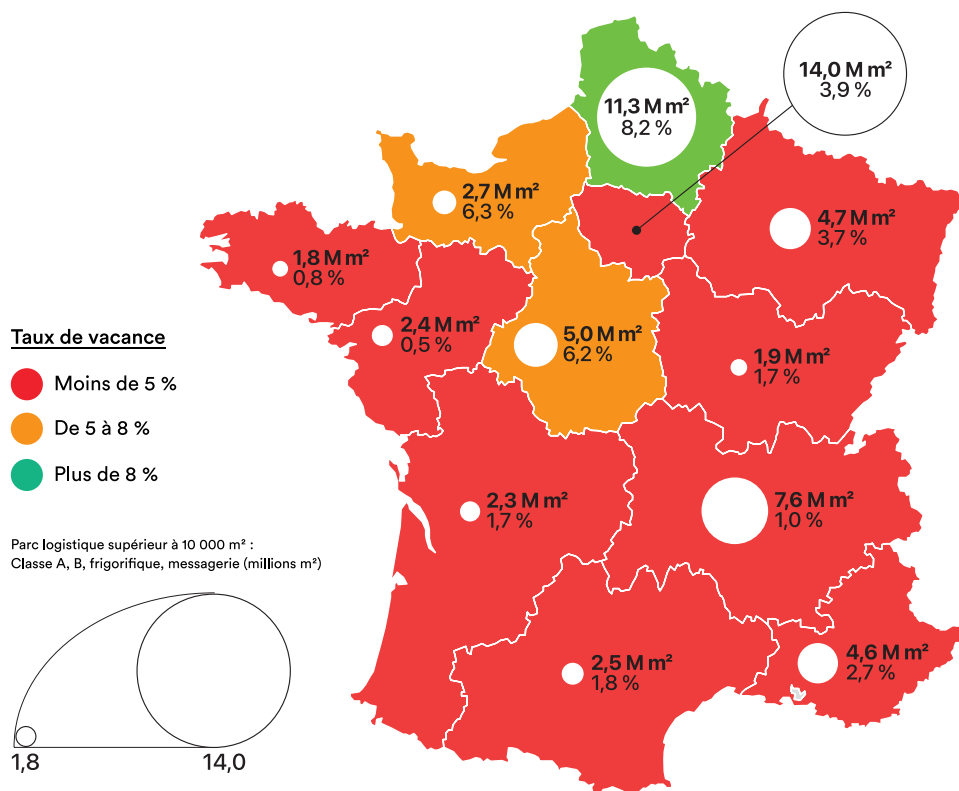 14,0 M m²
3,9 %
11,3 M m²
8,2 %
2,7 M m²
6,3 %
4,7 M m²
3,7 %
1,8 M m²
0,8 %
2,4 M m²
0,5 %
5,0 M m²
6,2 %
1,9 M m²
1,7 %
Taux de vacance
Moins de 5 %
De 5 à 8 %
Plus de 8 %
2,3 M m²
1,7 %
7,6 M m²
1,0 %
Parc logistique supérieur à 10 000 m² :
Classe A, B, frigorifique, messagerie (millions m²)
2,5 M m²
1,8 %
4,6 M m²
2,7 %
1,8
14,0